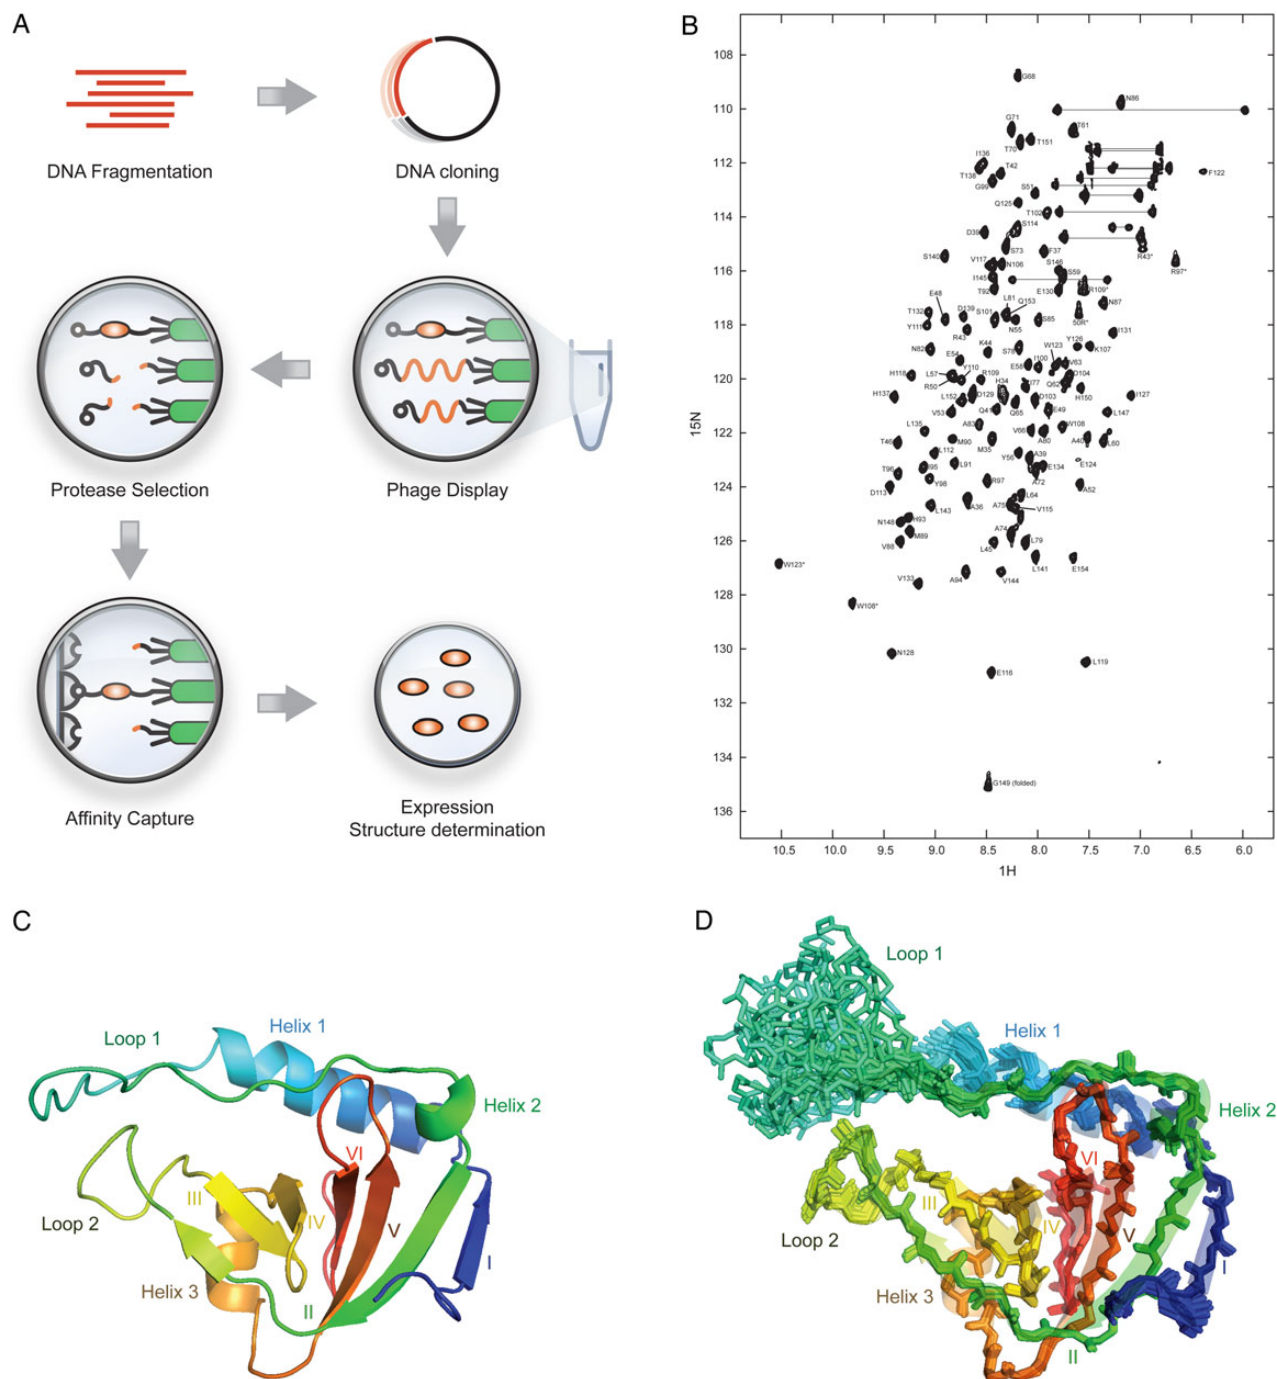 A
DNA Fragmentation
DNA cloning
Protease Selection
Phage Display
Affinity Capture
Expression
Structure determination
B
108
110
112
114
116
118
120
122
124
126
128
130
132
134
136
15N
10.5
10.0
9.5
9.0
8.5
8.0
7.5
7.0
6.5
6.0
1H
G68
N86
G71
T61
T70
T151
I136
T138
T42
G99
S51
F122
Q125
T102
S114
D39
S73
F37
R43*
S140
V117
N106
S148
R97*
I145
S59
T92
E130
R109*
E48
L81
Q153
N87
T132
D139
S101
S85
50R*
Y111
R43
N55
I131
N82
K44
S78
Y126
K107
E54
W123
V63
E58
I100
H118
L57
Y110
R109
H34
I77
D104
R50
Q62
H150
H137
L152
D129
D103
I127
V53
Q41
Q65
E49
L147
L135
A83
V66
W108
T46
M90
M35
A80
A40
L60
L112
Y56
A39
T96
I95
L91
E134
E124
Y98
R97
A72
D113
L64
A52
L143
A36
A75
V115
N148
H93
M89
A74
V88
L45
L79
W123*
L141
E154
V133
A94
V144
W108*
N128
E116
L119
G149 (folded)
C
Loop 1
Helix 1
Helix 2
VI
III
IV
Loop 2
V
I
Helix 3
II
D
Loop 1
Helix 1
Helix 2
VI
III
IV
V
Loop 2
I
Helix 3
II